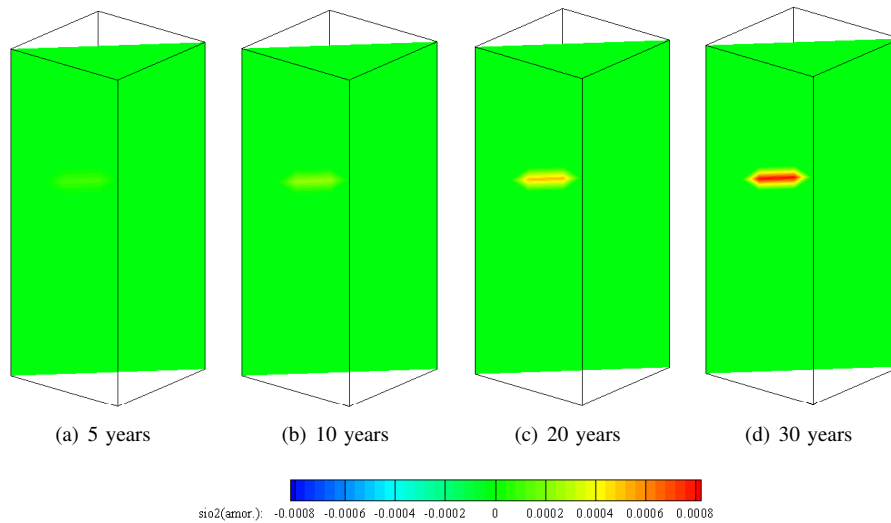 (a) 5 years
(b) 10 years
(c) 20 years
(d) 30 years
sio2(amor.): -0.0008 -0.0006 -0.0004 -0.0002 0 0.0002 0.0004 0.0006 0.0008